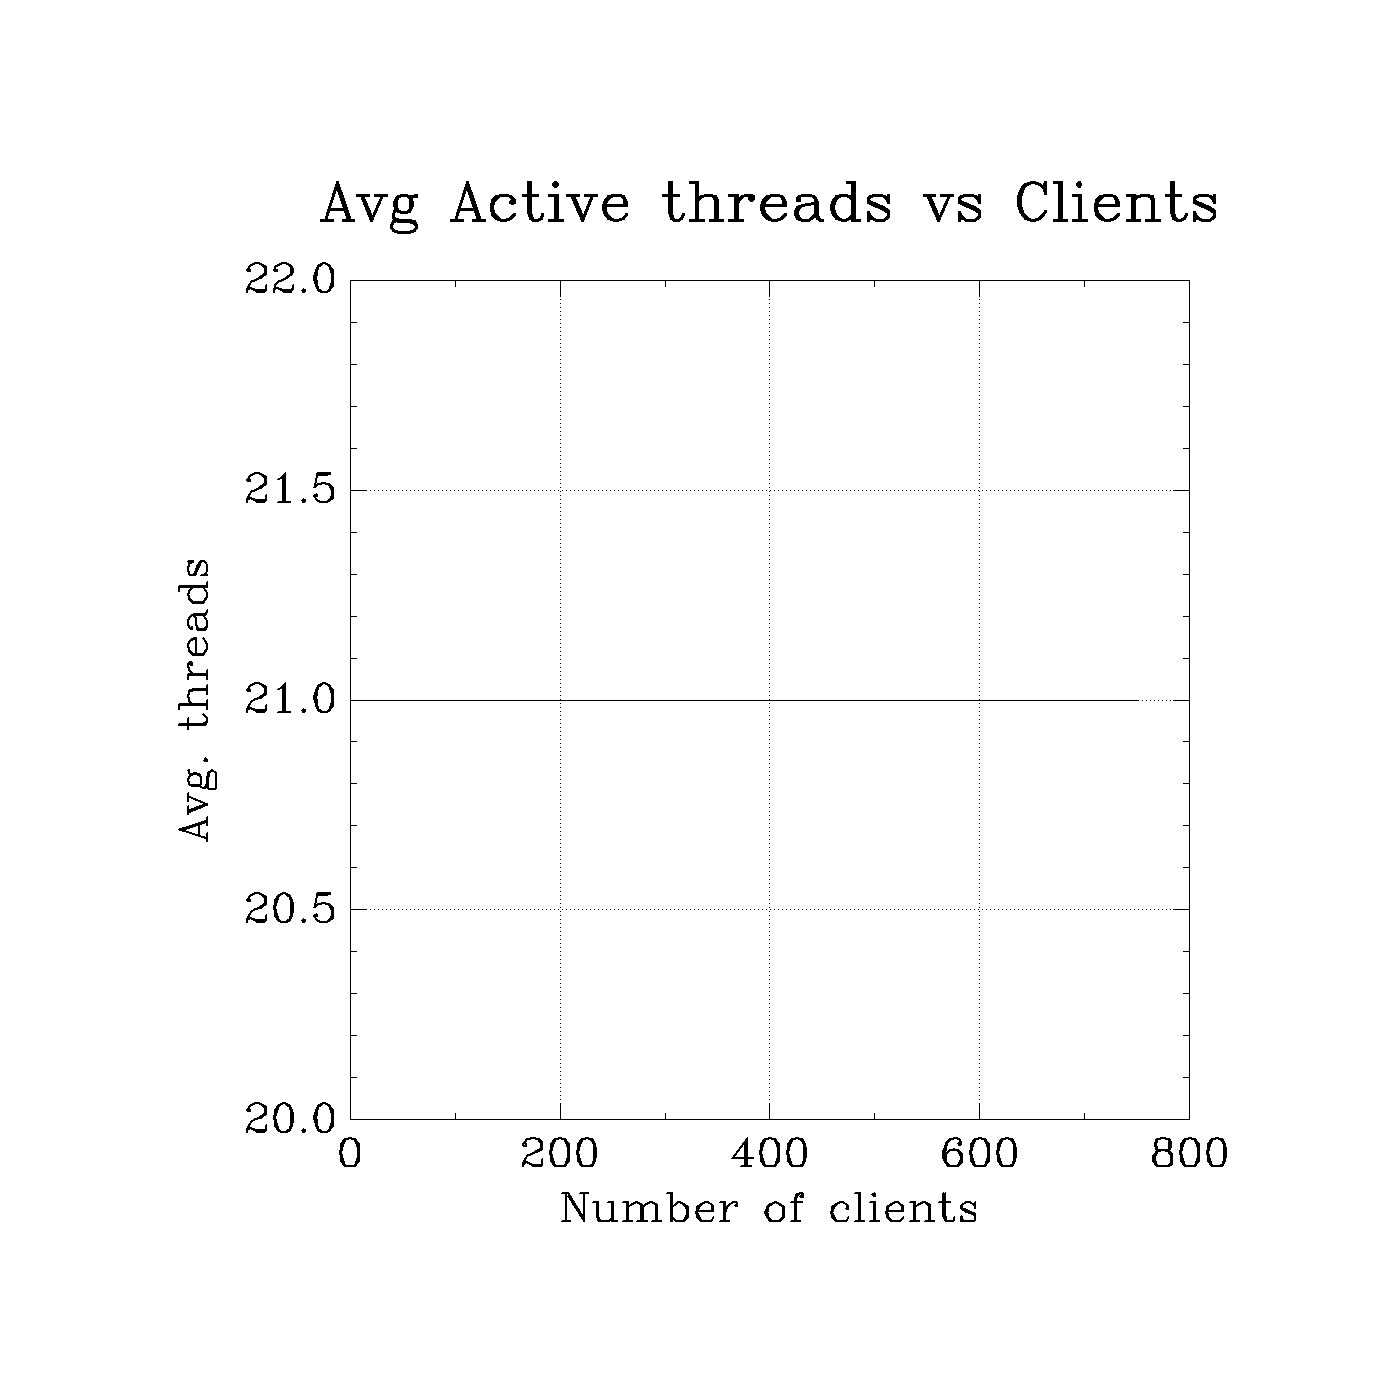 Avg Active threads vs Clients
22.0
21.5
21.0
20.5
20.0
Avg. threads
0 200 400 600 800
Number of clients